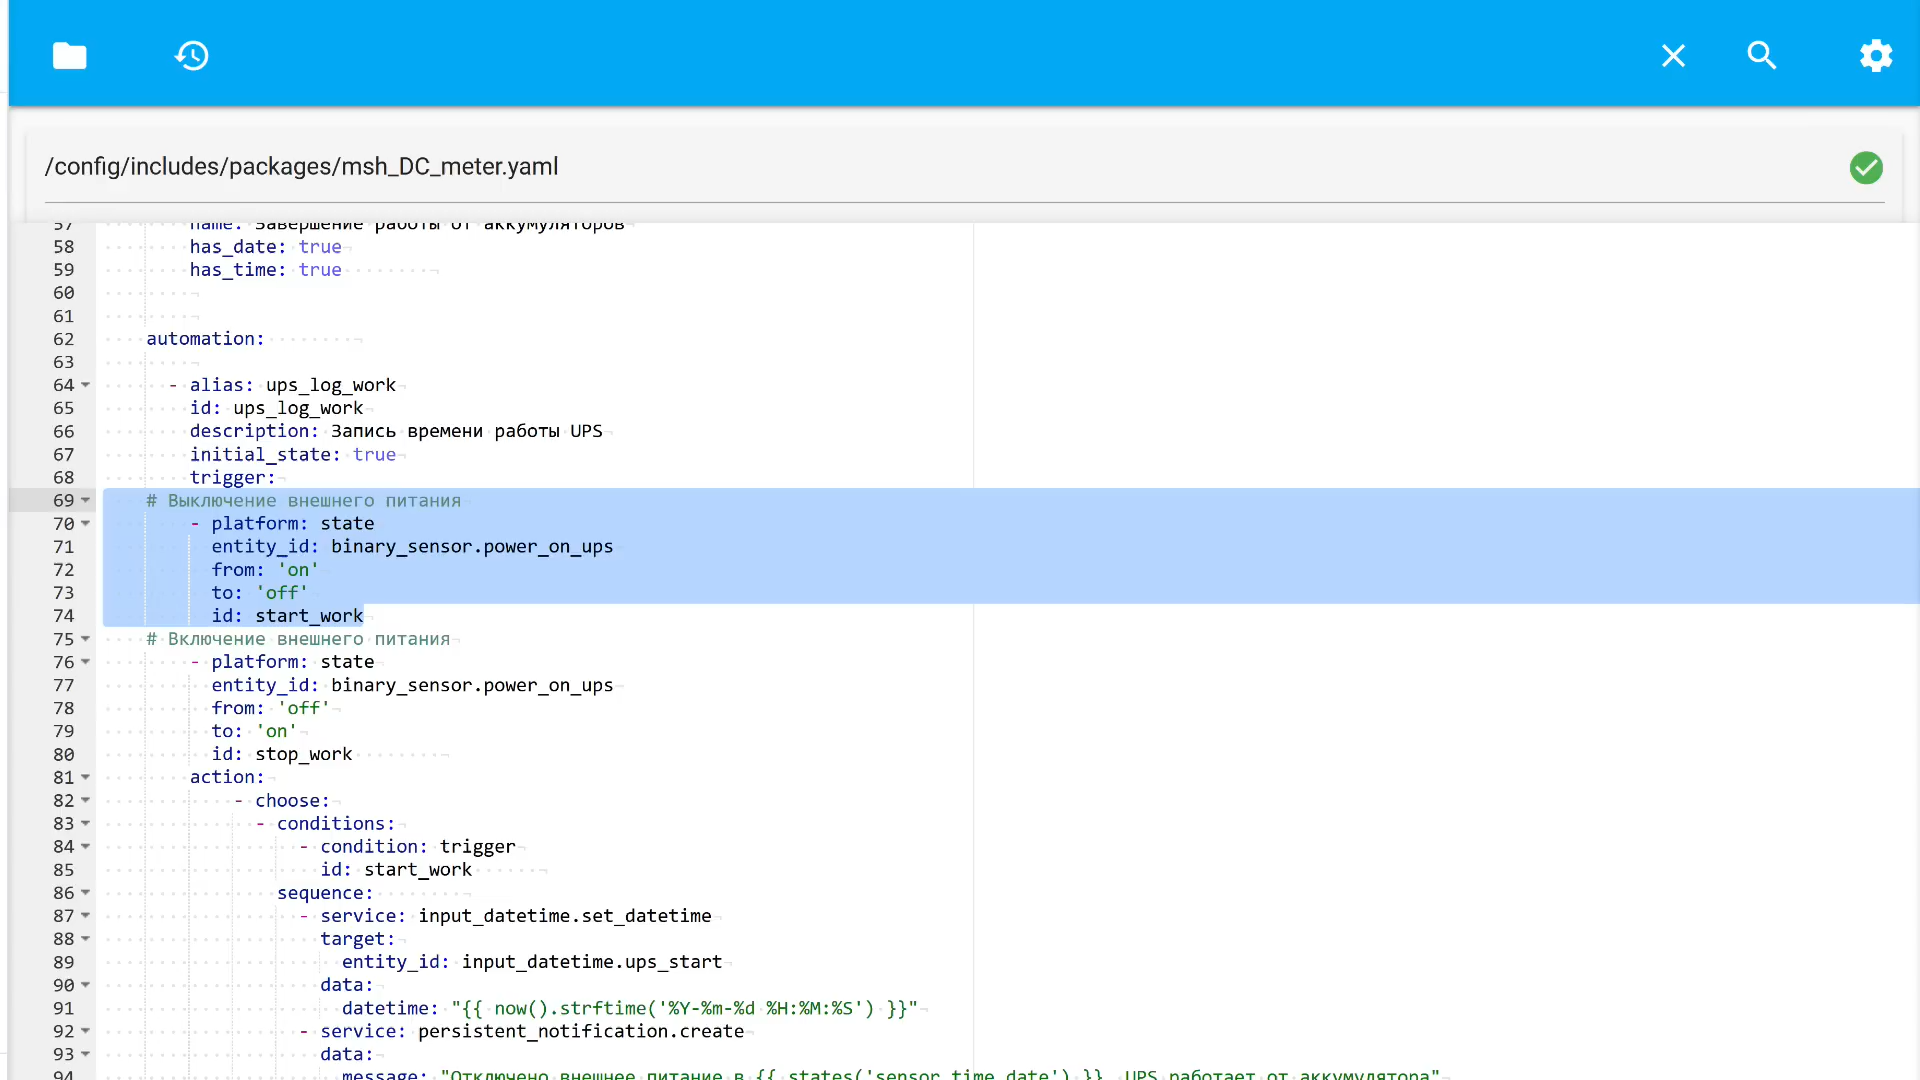 /config/includes/packages/msh_DC_meter.yaml
57 name: Завершение работы от аккумуляторов
58 has_date: true
59 has_time: true
60
61
62 automation:
63
64 - alias: ups_log_work
65 id: ups_log_work
66 description: Запись времени работы UPS
67 initial_state: true
68 trigger:
69 # Выключение внешнего питания
70 - platform: state
71 entity_id: binary_sensor.power_on_ups
72 from: 'on'
73 to: 'off'
74 id: start_work
75 # Включение внешнего питания
76 - platform: state
77 entity_id: binary_sensor.power_on_ups
78 from: 'off'
79 to: 'on'
80 id: stop_work
81 action:
82 - choose:
83 - conditions:
84 - condition: trigger
85 id: start_work
86 sequence:
87 - service: input_datetime.set_datetime
88 target:
89 entity_id: input_datetime.ups_start
90 data:
91 datetime: "{{ now().strftime('%Y-%m-%d %H:%M:%S') }}"
92 - service: persistent_notification.create
93 data:
94 message: "Отключено внешнее питание в {{ states('sensor.time_date') }}, UPS работает от аккумулятора"